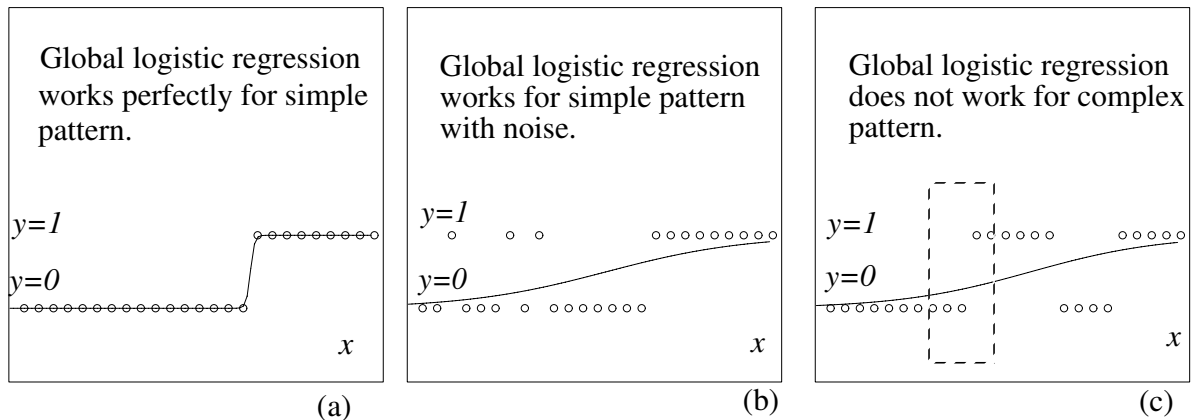 Global logistic regression
works perfectly for simple
pattern.
y=1
y=0
x
(a)
Global logistic regression
works for simple pattern
with noise.
y=1
y=0
x
(b)
Global logistic regression
does not work for complex
pattern.
y=1
y=0
x
(c)